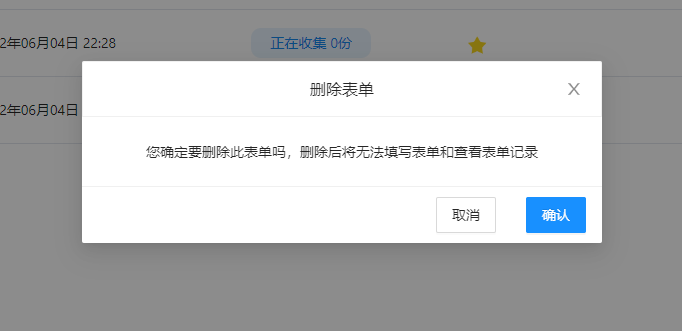 2年06月04日 22:28 正在收集 0份
删除表单
2年06月04日
您确定要删除此表单吗，删除后将无法填写表单和查看表单记录
取消 确认